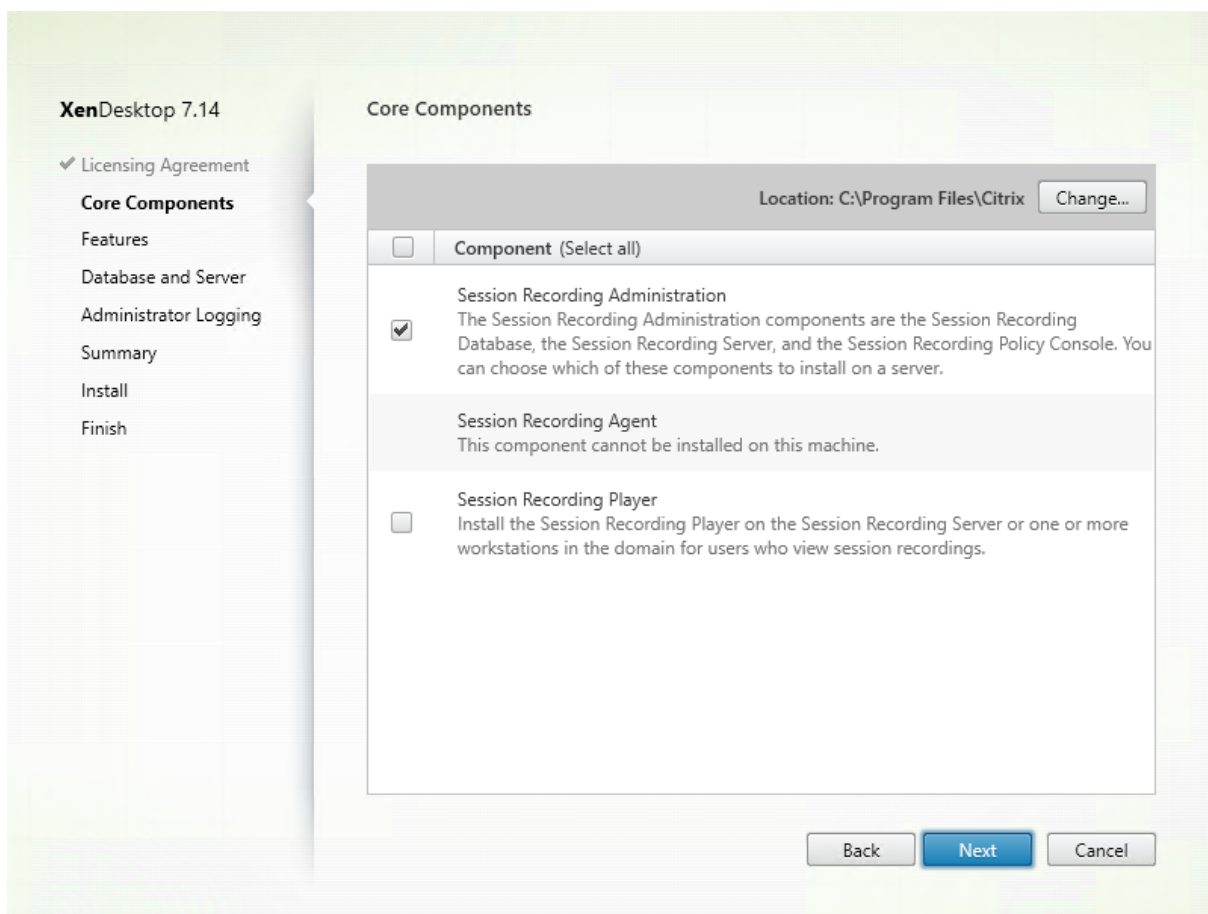 XenDesktop 7.14
Licensing Agreement
Core Components
Features
Database and Server
Administrator Logging
Summary
Install
Finish
Core Components
Location: C:\Program Files\Citrix
Change...
Component (Select all)
Session Recording Administration
The Session Recording Administration components are the Session Recording
Database, the Session Recording Server, and the Session Recording Policy Console. You
can choose which of these components to install on a server.
Session Recording Agent
This component cannot be installed on this machine.
Session Recording Player
Install the Session Recording Player on the Session Recording Server or one or more
workstations in the domain for users who view session recordings.
Back
Next
Cancel